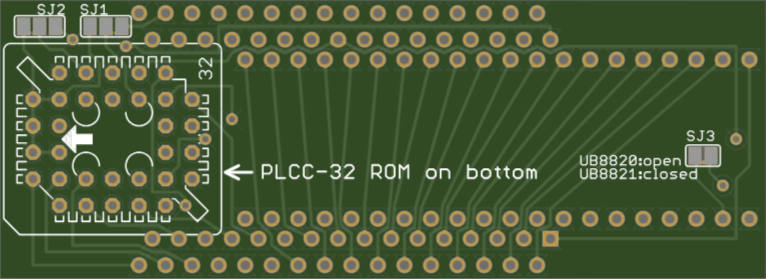 SJ2 SJ1
32
SJ3
UB8820:open
UB8821:closed
PLCC-32 ROM on bottom